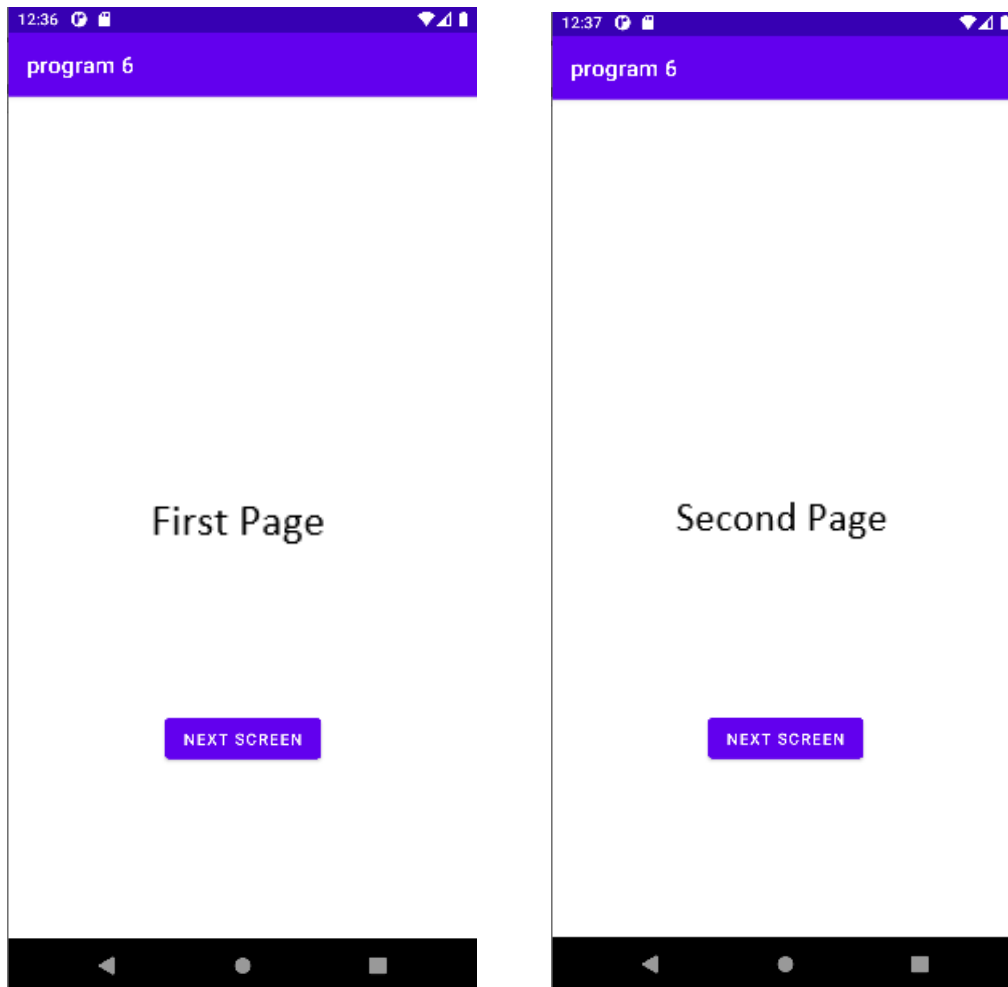 12:36
program 6
First Page
NEXT SCREEN
12:37
program 6
Second Page
NEXT SCREEN